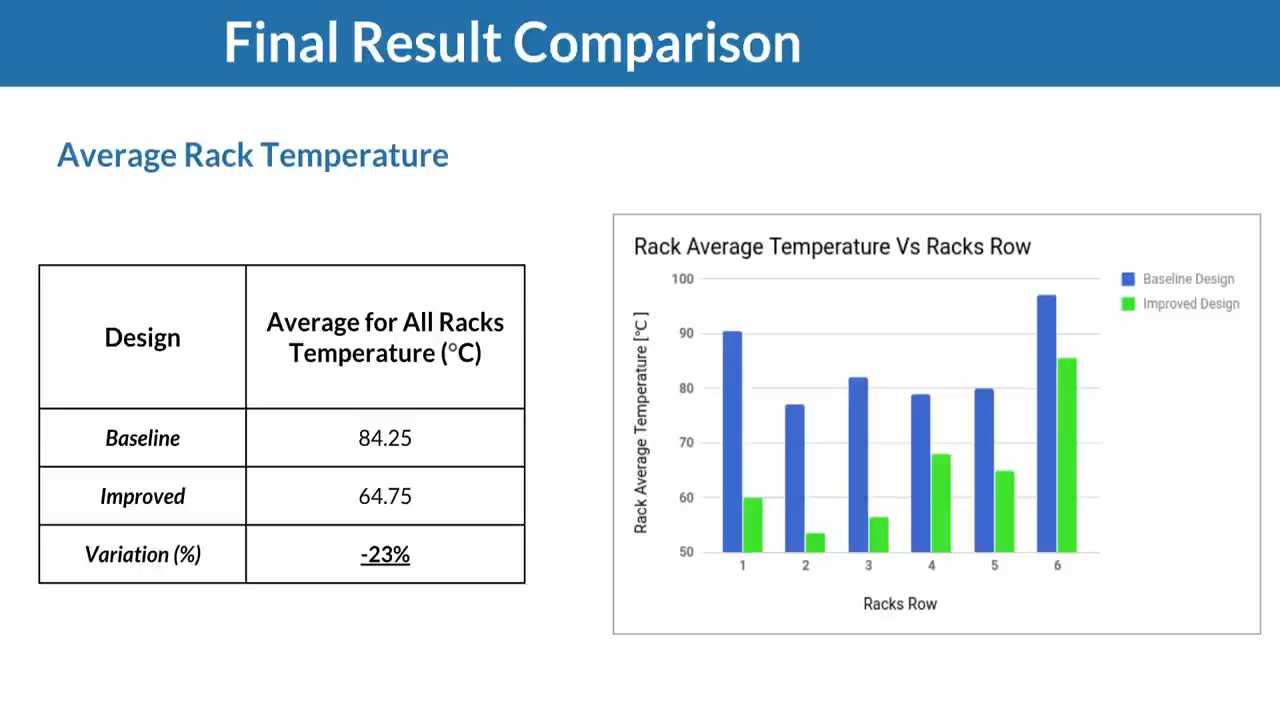 Final Result Comparison
Average Rack Temperature
Design
Average for All Racks
Temperature (°C)
Baseline
84.25
Improved
64.75
Variation (%)
-23%
Rack Average Temperature Vs Racks Row
Baseline Design
Improved Design
Rack Average Temperature [°C]
100
90
80
70
60
50
1
2
3
4
5
6
Racks Row